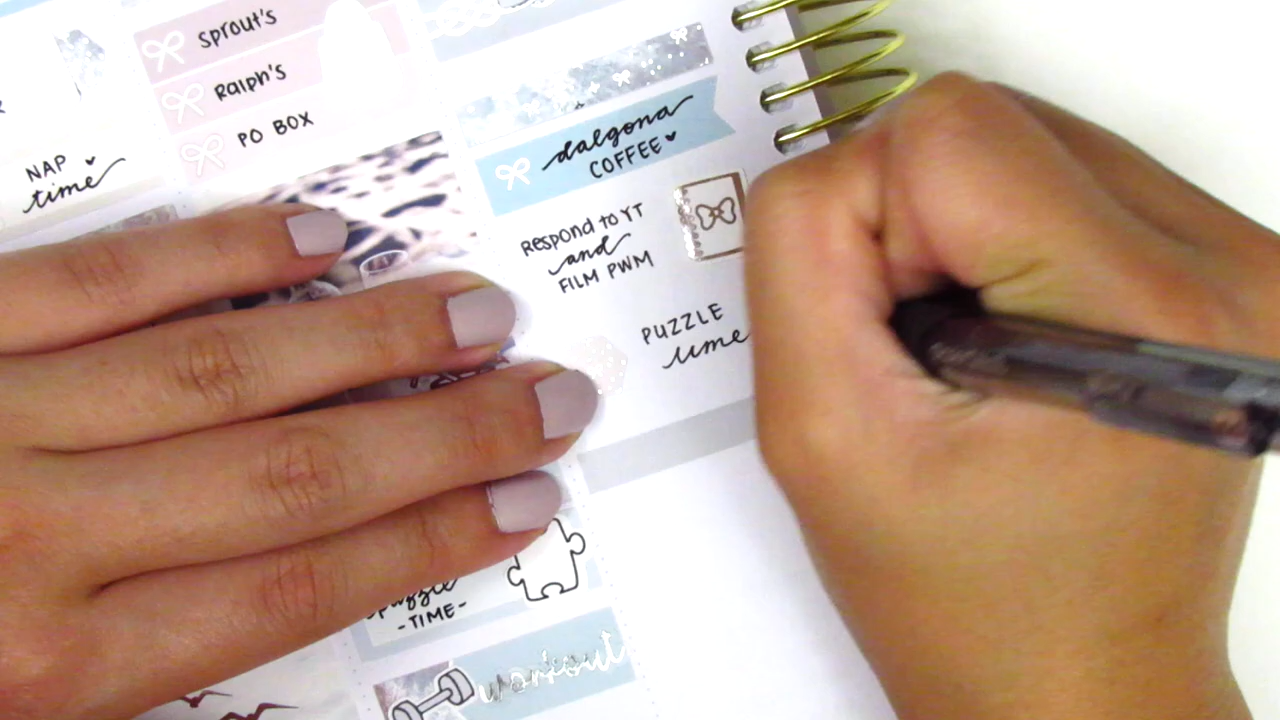 sprout's
Ralph's
PO BOX
NAP
time
dalgona
COFFEE
Respond to YT
and
FILM PWM
PUZZLE
time
puzzle
-TIME-
workout